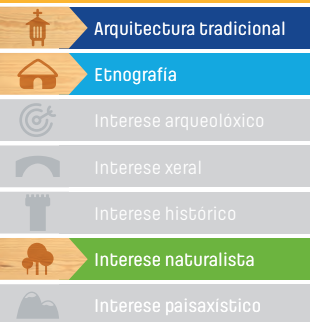 Arquitectura tradicional
Etnografía
Interese arqueolóxico
Interese xeral
Interese histórico
Interese naturalista
Interese paisaxístico